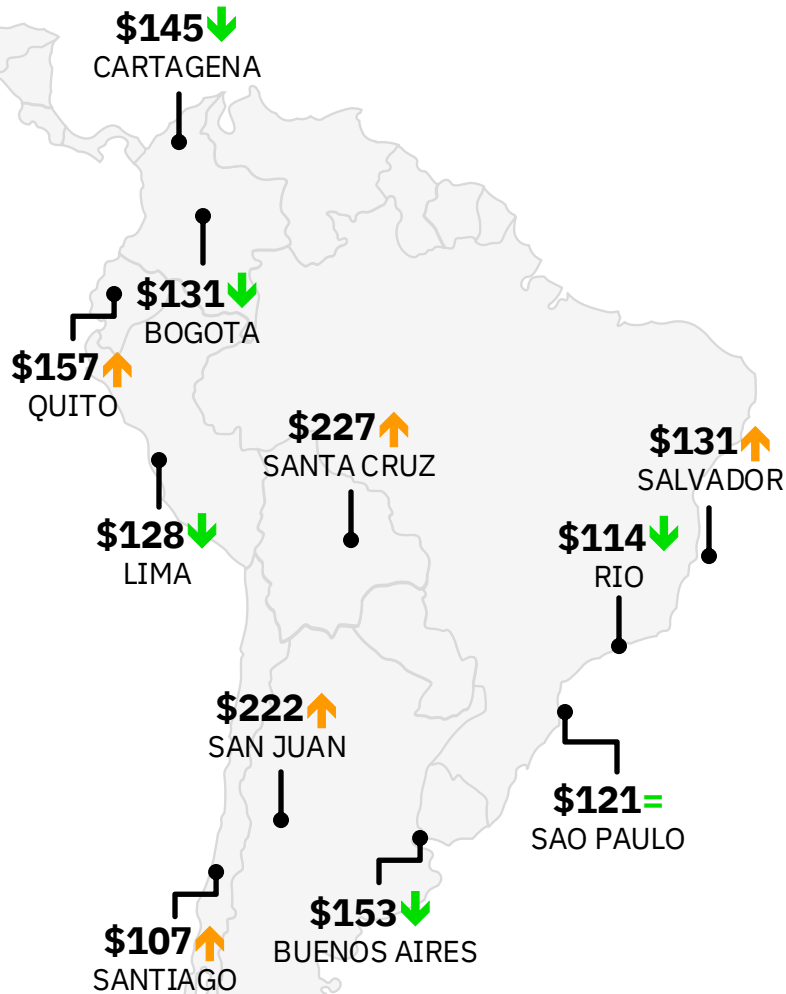 $145↓
CARTAGENA
$131↓
BOGOTA
$157↑
QUITO
$227↑
SANTA CRUZ
$131↑
SALVADOR
$128↓
LIMA
$114↓
RIO
$222↑
SAN JUAN
$121=
SAO PAULO
$153↓
BUENOS AIRES
$107↑
SANTIAGO